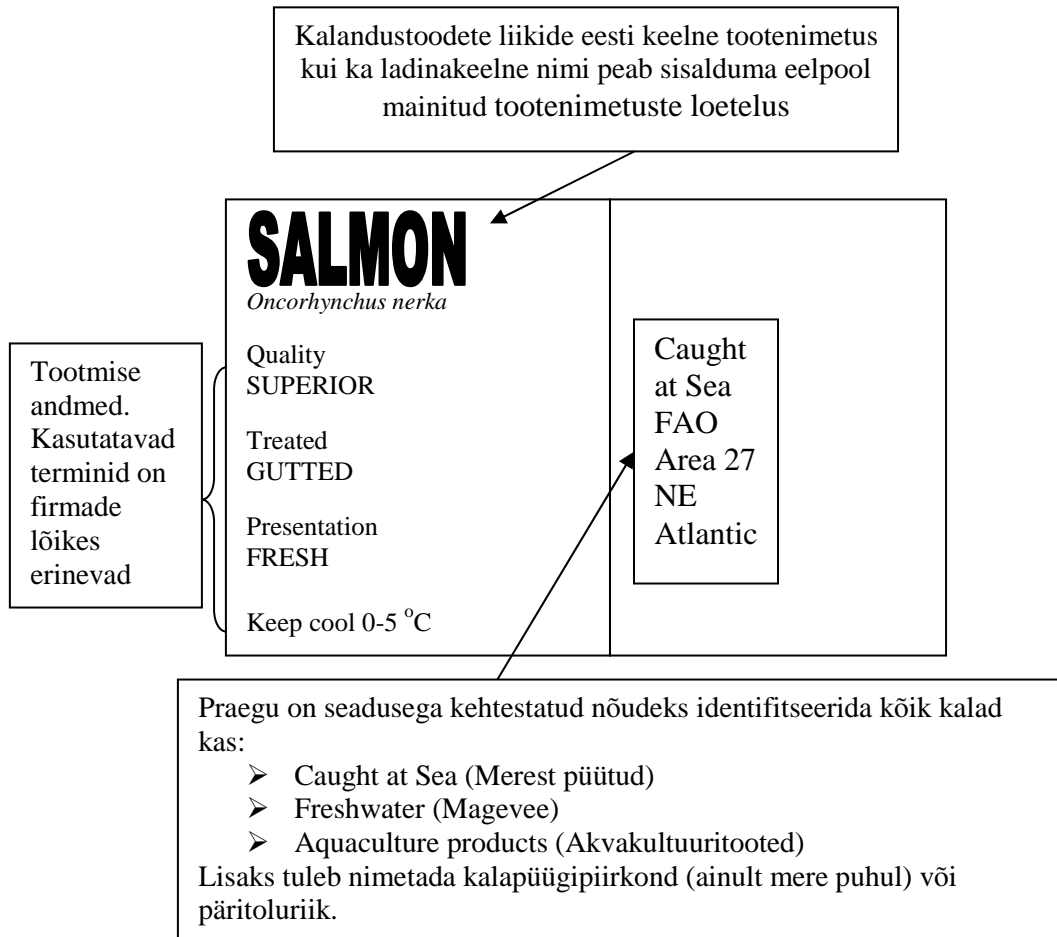 Kalandustoodete liikide eesti keelne tootenimetus
kui ka ladinakeelne nimi peab sisalduma eelpool
mainitud tootenimetuste loetelus
SALMON
Oncorhynchus nerka
Quality
SUPERIOR
Treated
GUTTED
Presentation
FRESH
Keep cool 0-5 °C
Tootmise
andmed.
Kasutatavad
terminid on
firmade
lõikes
erinevad
Caught
at Sea
FAO
Area 27
NE
Atlantic
Praegu on seadusega kehtestatud nõudeks identifitseerida kõik kalad
kas:
➢ Caught at Sea (Merest püütud)
➢ Freshwater (Magevee)
➢ Aquaculture products (Akvakultuuritooted)
Lisaks tuleb nimetada kalapüügipiirkond (ainult mere puhul) või
päritoluriik.